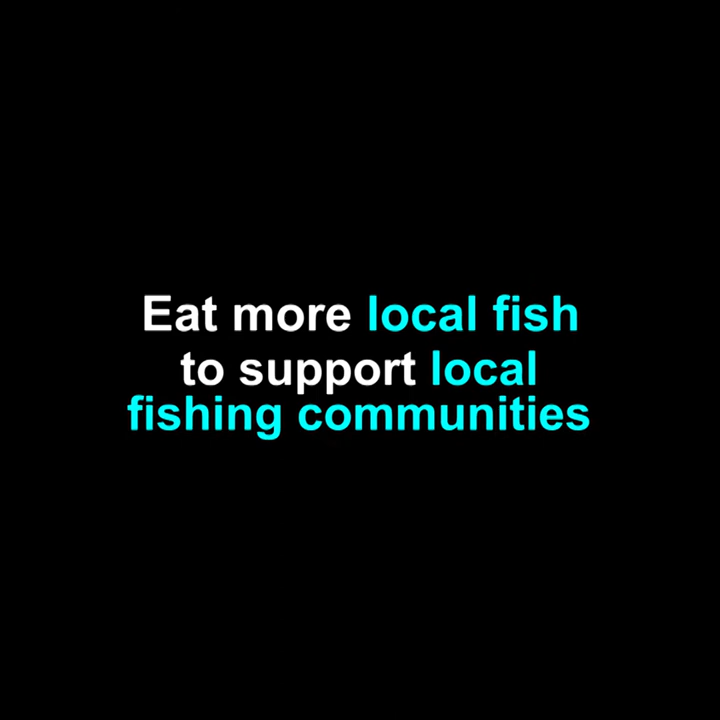 Eat more local fish
to support local
fishing communities